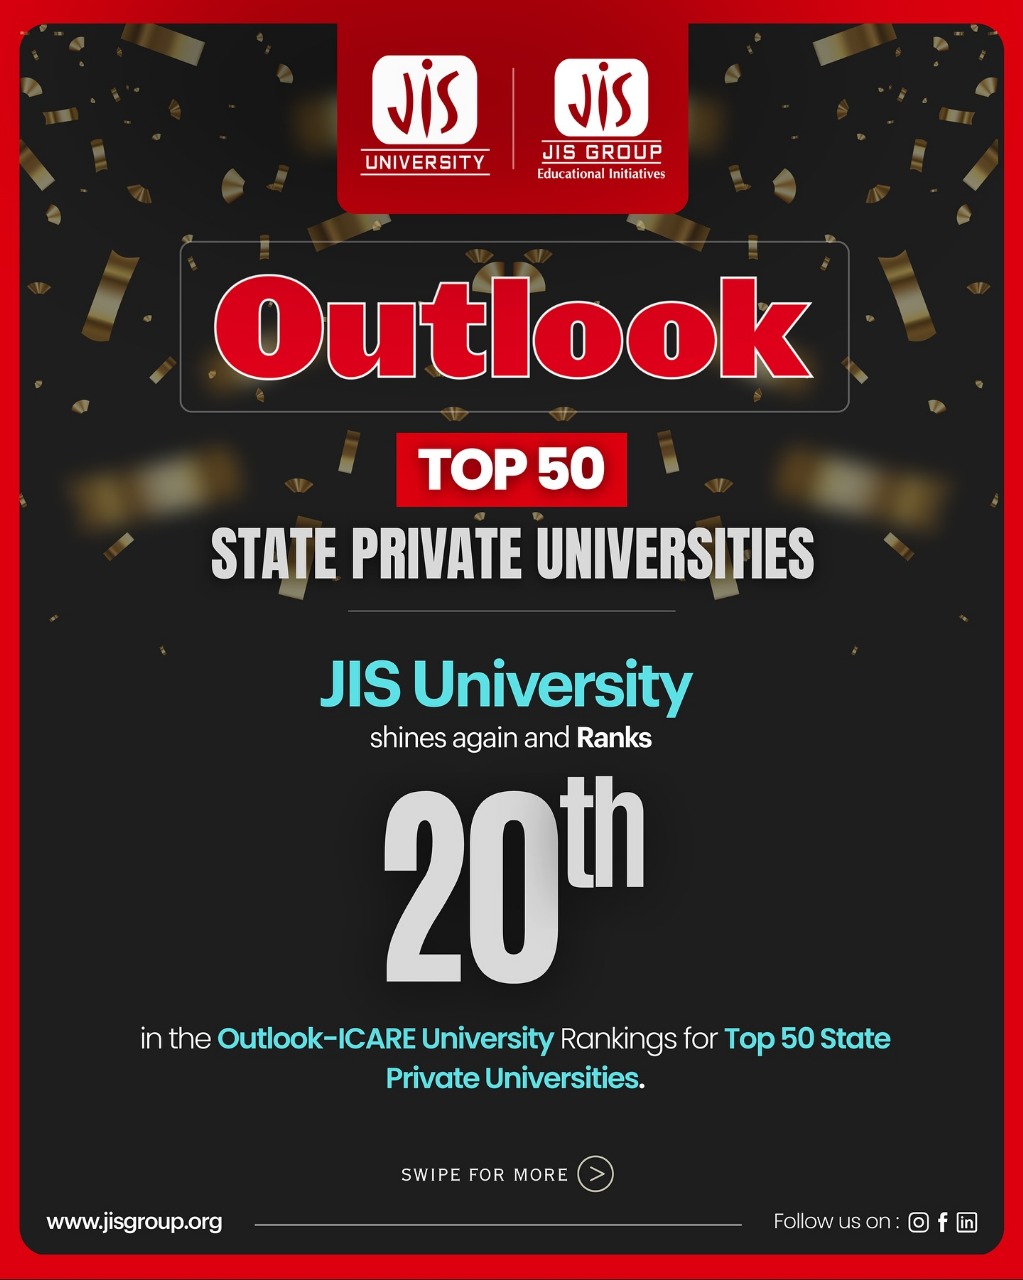 JIS
UNIVERSITY
JIS
JIS GROUP
Educational Initiatives
Outlook
TOP 50
STATE PRIVATE UNIVERSITIES
JIS University
shines again and Ranks
20th
in the Outlook-ICARE University Rankings for Top 50 State
Private Universities.
SWIPE FOR MORE
www.jisgroup.org
Follow us on :